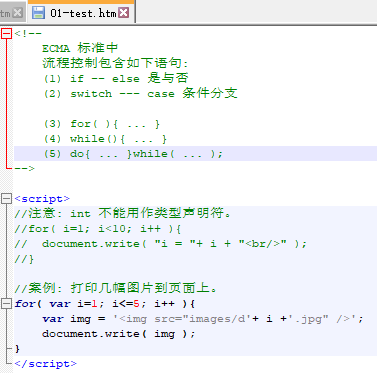 tm
01-test.htm
<!--
ECMA 标准中
流程控制包含如下语句:
(1) if -- else 是与否
(2) switch --- case 条件分支
(3) for( ){ ... }
(4) while(){ ... }
(5) do{ ... }while( ... );
-->
<script>
//注意: int 不能用作类型声明符。
//for( i=1; i<10; i++ ){
//  document.write( "i = "+ i + "<br/>" );
//}
//案例: 打印几幅图片到页面上。
for( var i=1; i<=5; i++ ){
var img = '<img src="images/d'+ i +'.jpg" />';
document.write( img );
}
</script>